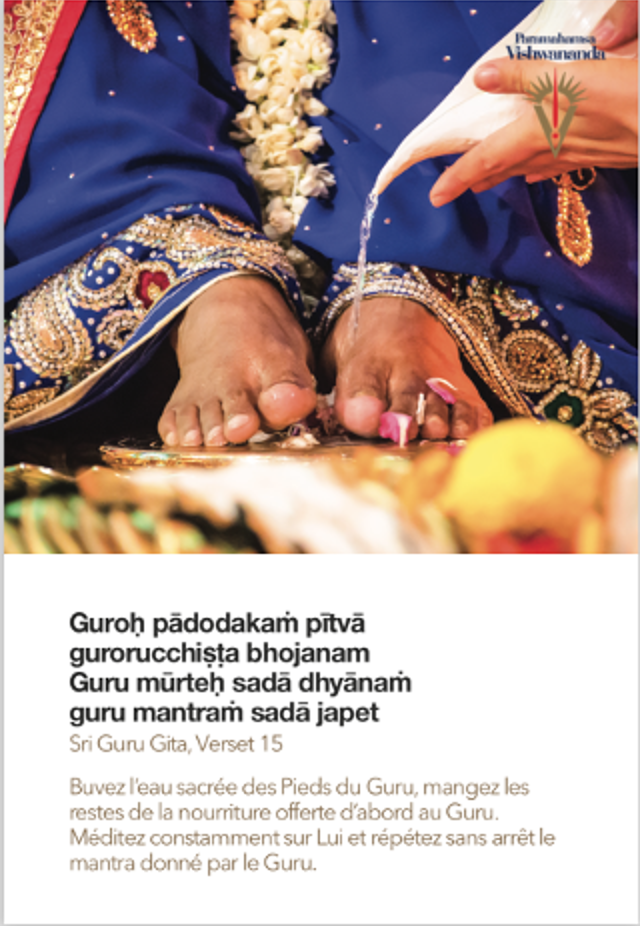 Paramahamsa
Vishwananda
Guroḥ pādodakaṁ pītvā
gurorucchiṣṭa bhojanam
Guru mūrteḥ sadā dhyānaṁ
guru mantraṁ sadā japet
Sri Guru Gita, Verset 15
Buvez l'eau sacrée des Pieds du Guru, mangez les
restes de la nourriture offerte d'abord au Guru.
Méditez constamment sur Lui et répétez sans arrêt le
mantra donné par le Guru.